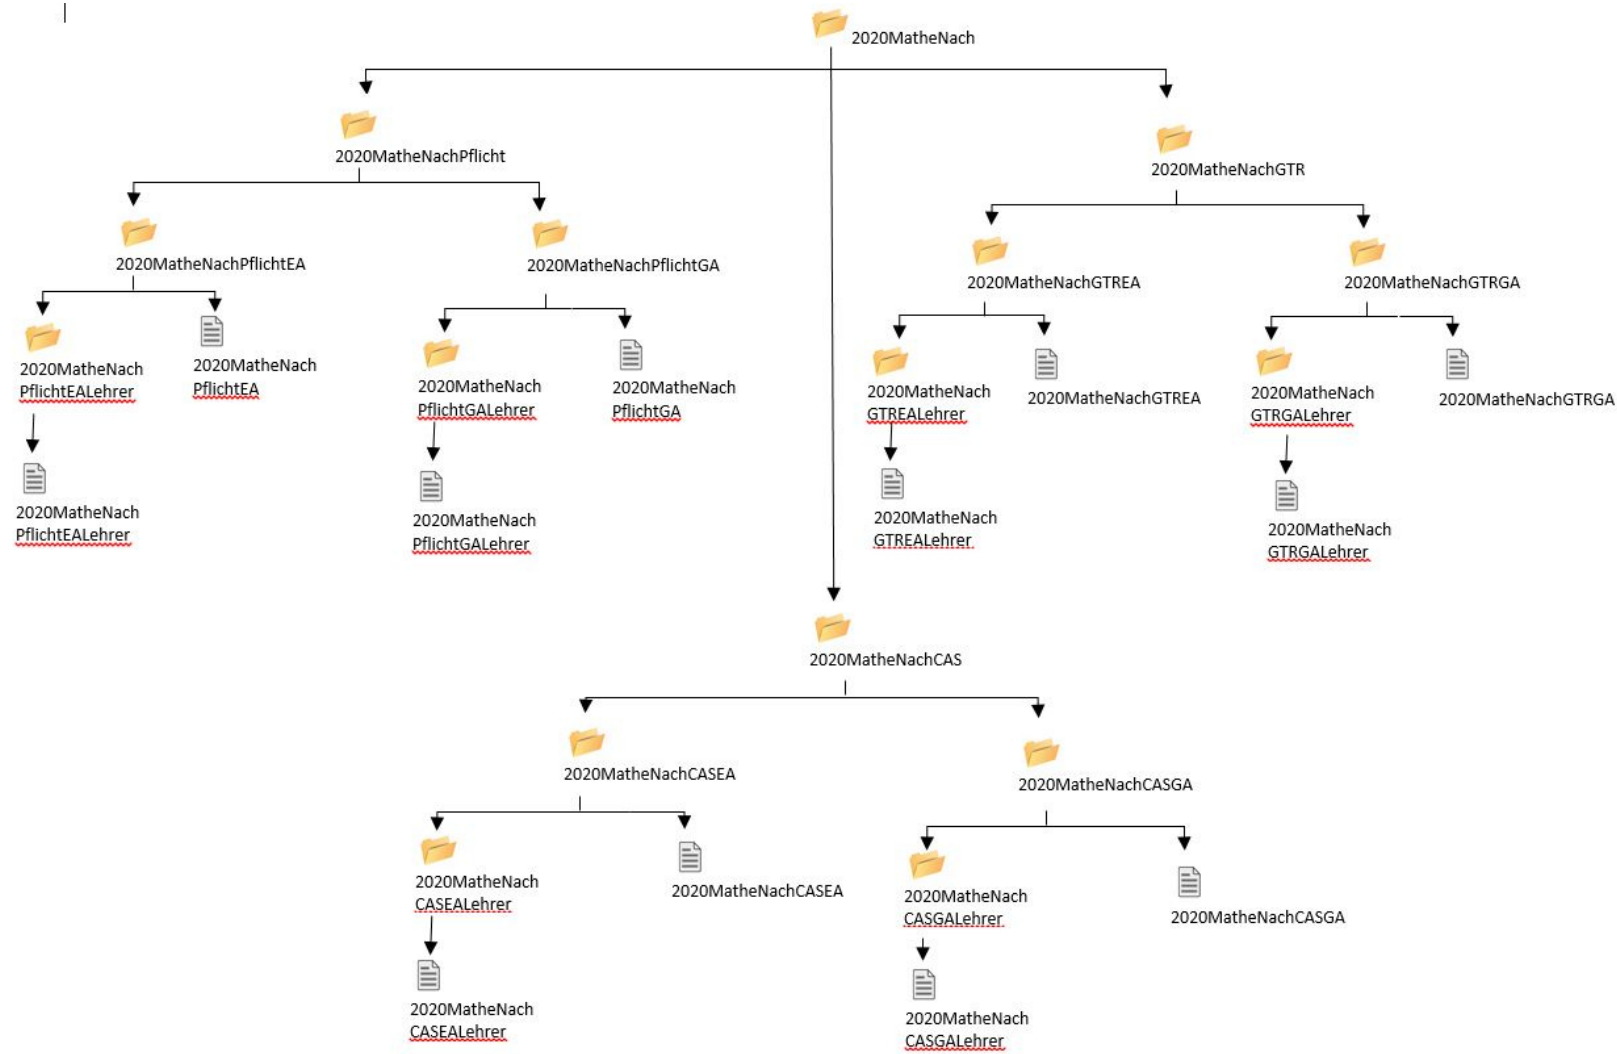 2020MatheNach
2020MatheNachPflicht
2020MatheNachGTR
2020MatheNachPflichtEA
2020MatheNachPflichtGA
2020MatheNachGTREA
2020MatheNachGTRGA
2020MatheNach
PflichtEALehrer
2020MatheNach
PflichtEA
2020MatheNach
PflichtGALehrer
2020MatheNach
PflichtGA
2020MatheNach
GTREALehrer
2020MatheNachGTREA
2020MatheNach
GTRGALehrer
2020MatheNachGTRGA
2020MatheNach
PflichtEALehrer
2020MatheNach
PflichtGALehrer
2020MatheNach
GTREALehrer
2020MatheNach
GTRGALehrer
2020MatheNachCAS
2020MatheNachCASEA
2020MatheNachCASGA
2020MatheNach
CASEALehrer
2020MatheNachCASEA
2020MatheNach
CASGALehrer
2020MatheNachCASGA
2020MatheNach
CASEALehrer
2020MatheNach
CASGALehrer